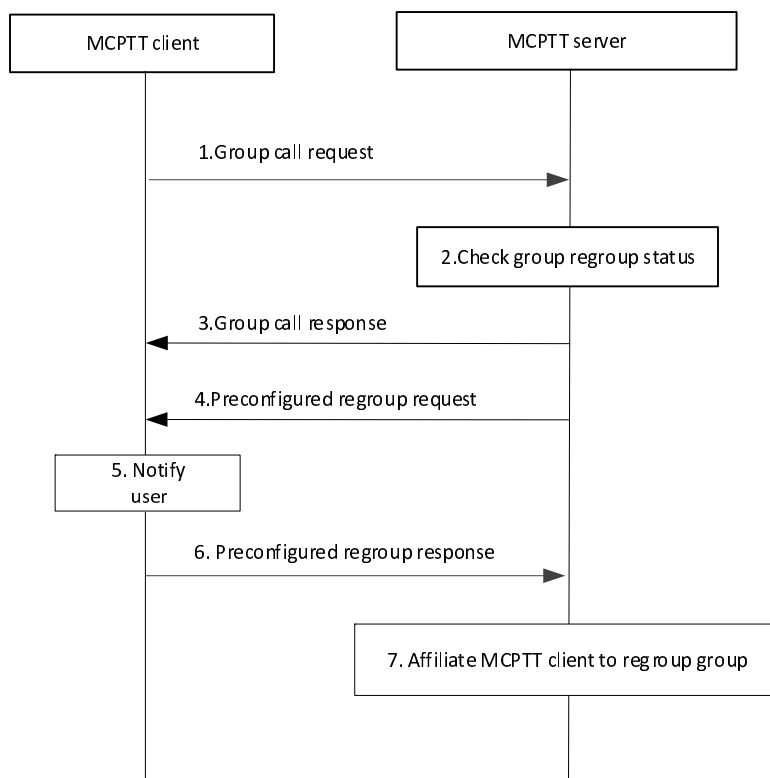 MCPTT client
MCPTT server
1.Group call request
2.Check group regroup status
3.Group call response
4.Preconfigured regroup request
5. Notify
user
6. Preconfigured regroup response
7. Affiliate MCPTT client to regroup group